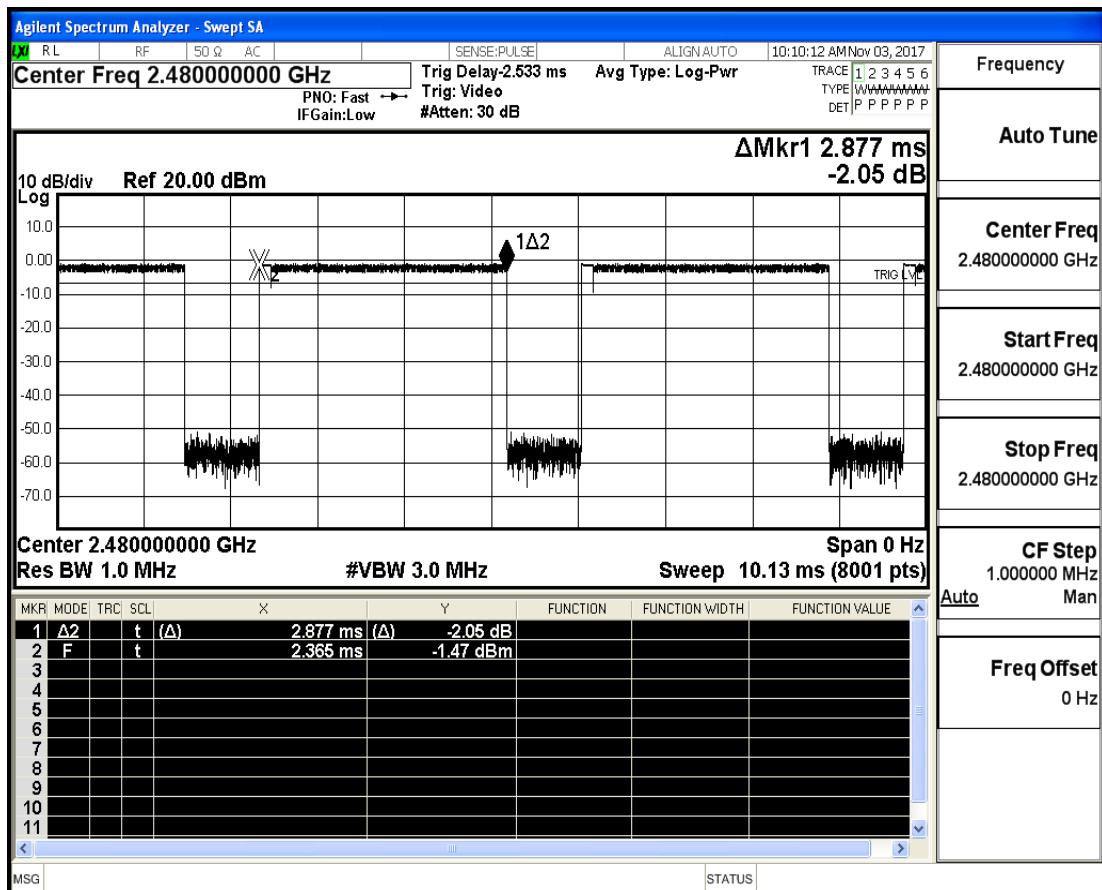 Agilent Spectrum Analyzer - Swept SA
LXI RL RF 50 Ω AC SENSE:PULSE ALIGN AUTO 10:10:12 AM Nov 03, 2017
Center Freq 2.480000000 GHz
PNO: Fast
IFGain:Low
Trig Delay-2.533 ms
Trig: Video
#Atten: 30 dB
Avg Type: Log-Pwr
TRACE 1 2 3 4 5 6
TYPE W
DET P P P P P P
ΔMkr1 2.877 ms
-2.05 dB
10 dB/div Ref 20.00 dBm
Log
10.0
0.00
-10.0
-20.0
-30.0
-40.0
-50.0
-60.0
-70.0
2
1Δ2
TRIG LVL
Center 2.480000000 GHz Span 0 Hz
Res BW 1.0 MHz #VBW 3.0 MHz Sweep 10.13 ms (8001 pts)
MKR MODE TRC SCL X Y FUNCTION FUNCTION WIDTH FUNCTION VALUE
1 Δ2 t (Δ) 2.877 ms (Δ) -2.05 dB
2 F t 2.365 ms -1.47 dBm
3
4
5
6
7
8
9
10
11
MSG STATUS
Frequency
Auto Tune
Center Freq
2.480000000 GHz
Start Freq
2.480000000 GHz
Stop Freq
2.480000000 GHz
CF Step
1.000000 MHz
Auto Man
Freq Offset
0 Hz